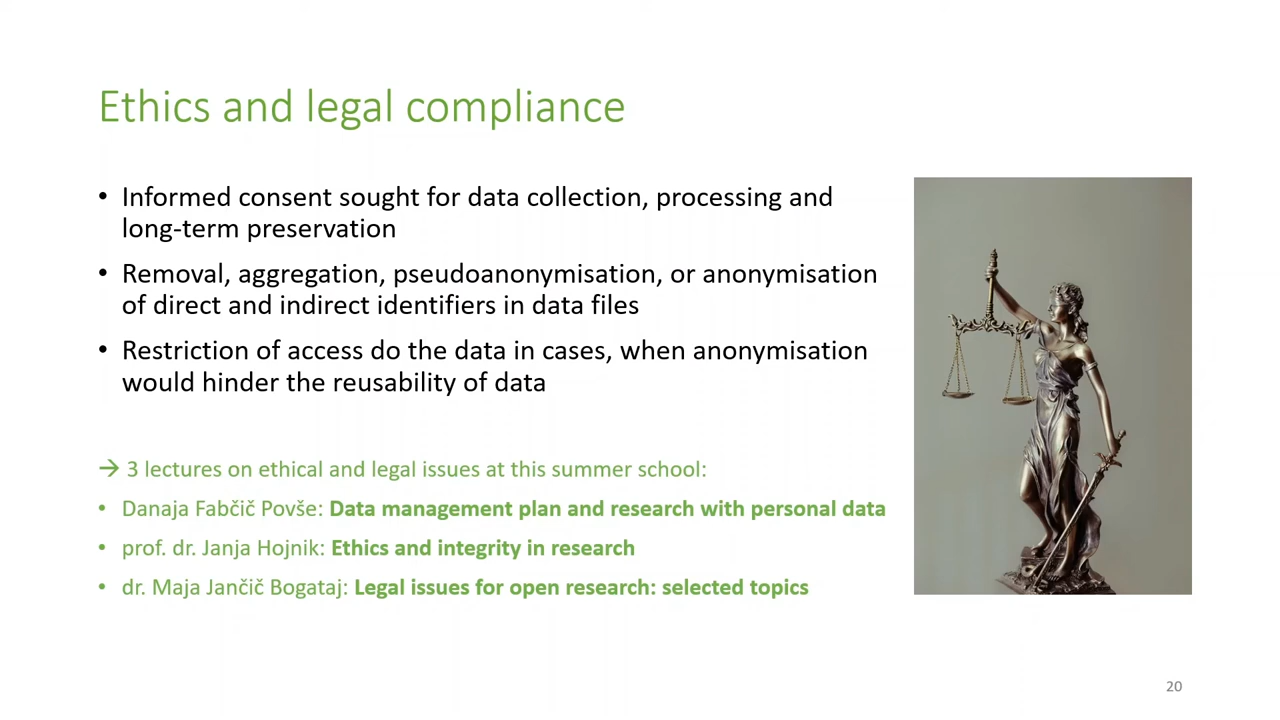 Ethics and legal compliance
• Informed consent sought for data collection, processing and
long-term preservation
• Removal, aggregation, pseudoanonymisation, or anonymisation
of direct and indirect identifiers in data files
• Restriction of access do the data in cases, when anonymisation
would hinder the reusability of data
→ 3 lectures on ethical and legal issues at this summer school:
• Danaja Fabčič Povše: Data management plan and research with personal data
• prof. dr. Janja Hojnik: Ethics and integrity in research
• dr. Maja Jančič Bogataj: Legal issues for open research: selected topics
20